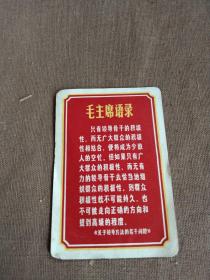 毛主席语录
只有领导骨干的积极
性，而无广大群众的积极
性相结合，便将成为少数
人的空忙。但如果只有广
大群众的积极性，而无有
力的领导骨干去恰当地组
织群众的积极性，则群众
积极性既不可能持久，也
不可能走向正确的方向和
提到高级的程度。
《关于领导方法的若干问题》